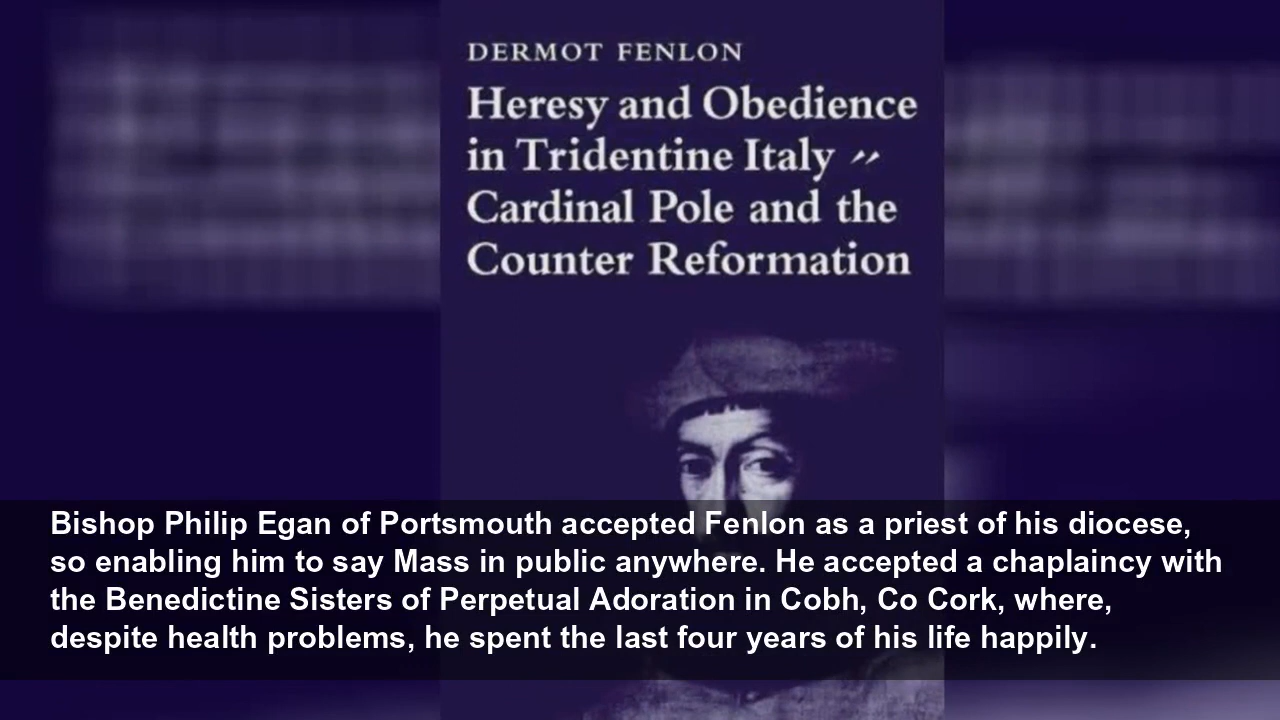 DERMOT FENLON
Heresy and Obedience
in Tridentine Italy
Cardinal Pole and the
Counter Reformation
Bishop Philip Egan of Portsmouth accepted Fenlon as a priest of his diocese,
so enabling him to say Mass in public anywhere. He accepted a chaplaincy with
the Benedictine Sisters of Perpetual Adoration in Cobh, Co Cork, where,
despite health problems, he spent the last four years of his life happily.